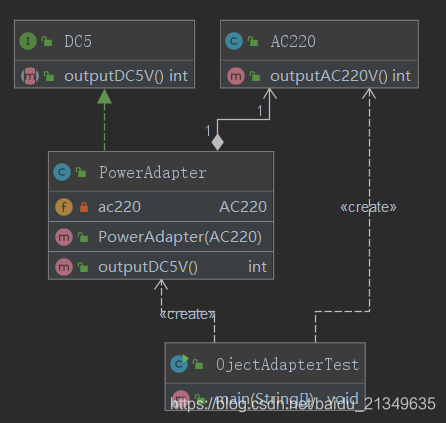 DC5
outputDC5V() int
AC220
outputAC220V() int
1
1
PowerAdapter
ac220 AC220
PowerAdapter(AC220)
outputDC5V() int
«create»
«create»
OjectAdapterTest
main(String[]) void
https://blog.csdn.net/baidu_21349635